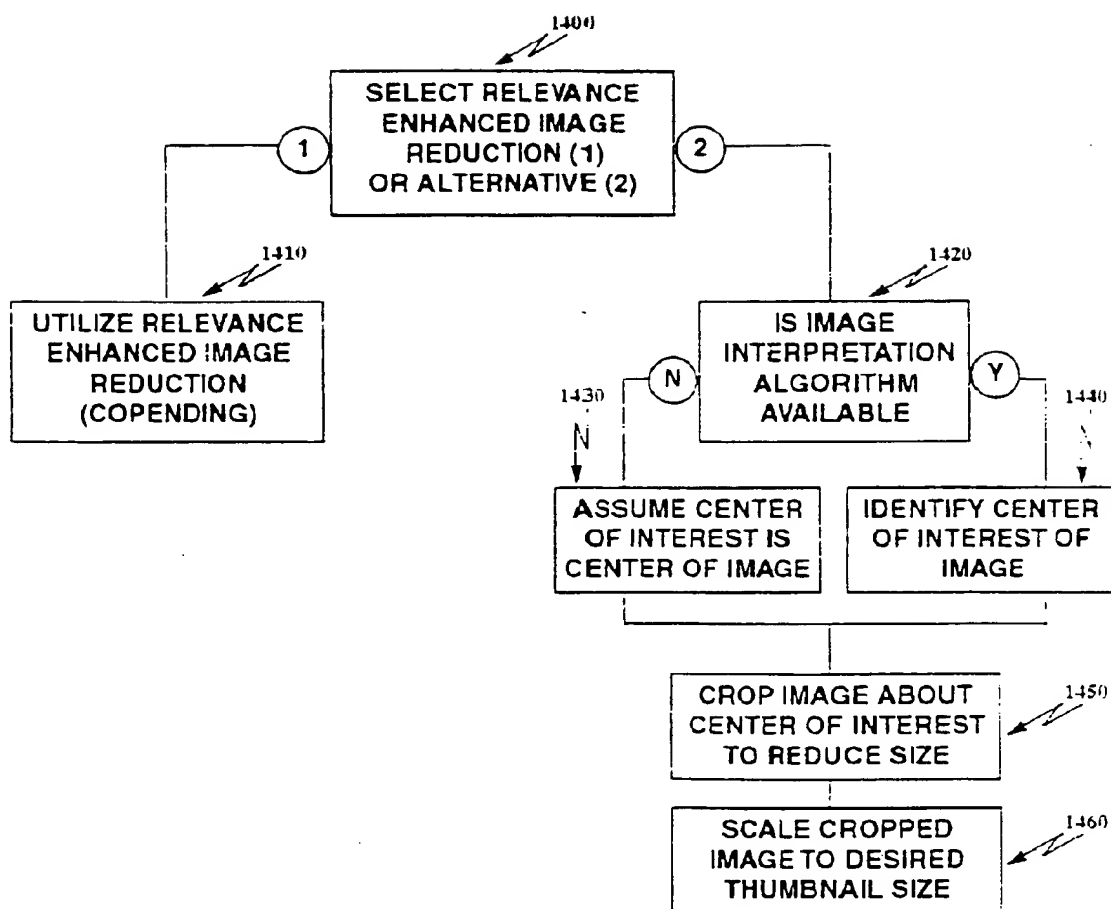 1400
SELECT RELEVANCE
ENHANCED IMAGE
REDUCTION (1)
OR ALTERNATIVE (2)
1
2
1410
UTILIZE RELEVANCE
ENHANCED IMAGE
REDUCTION
(COPENDING)
1420
IS IMAGE
INTERPRETATION
ALGORITHM
AVAILABLE
N
Y
1430
ASSUME CENTER
OF INTEREST IS
CENTER OF IMAGE
1440
IDENTIFY CENTER
OF INTEREST OF
IMAGE
CROP IMAGE ABOUT
CENTER OF INTEREST
TO REDUCE SIZE
1450
SCALE CROPPED
IMAGE TO DESIRED
THUMBNAIL SIZE
1460